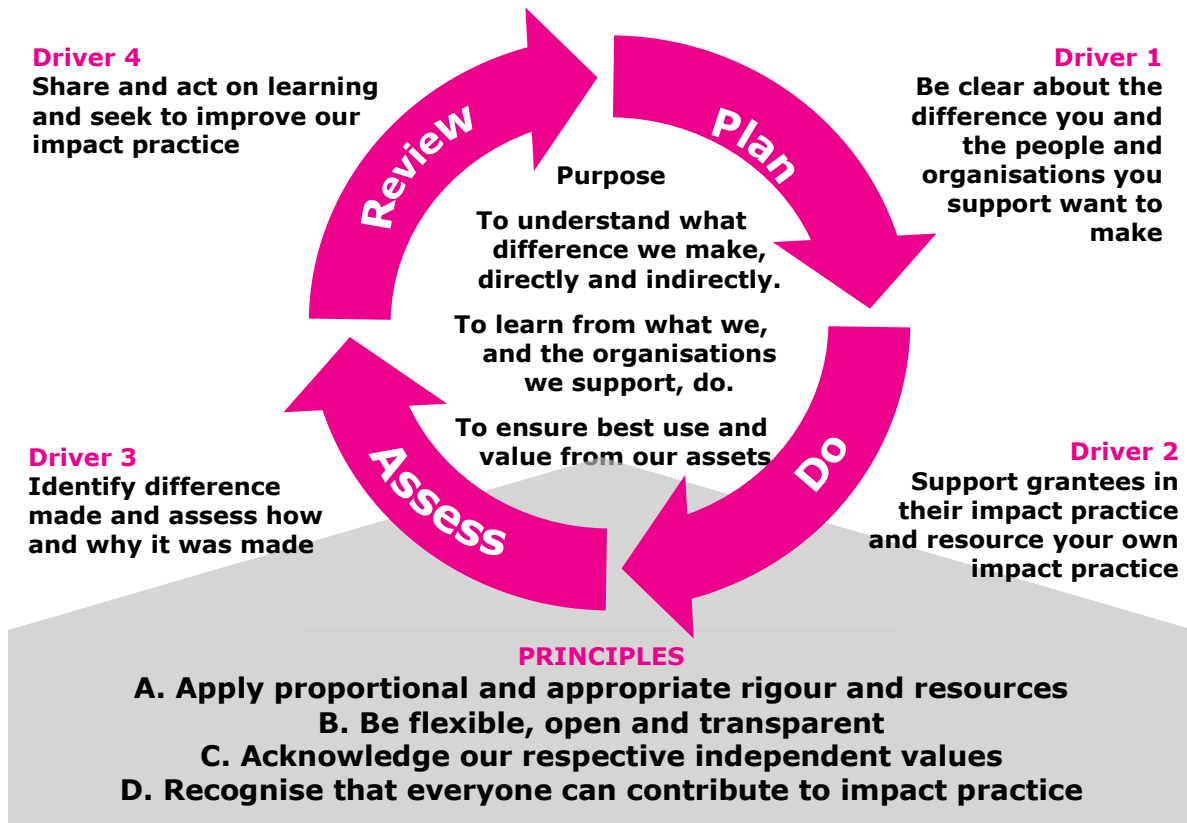 Driver 4
Share and act on learning
and seek to improve our
impact practice
Review
Plan
Driver 1
Be clear about the
difference you and
the people and
organisations you
support want to
make
Purpose
To understand what
difference we make,
directly and indirectly.
To learn from what we,
and the organisations
we support, do.
To ensure best use and
value from our assets
Driver 3
Identify difference
made and assess how
and why it was made
Assess
Do
Driver 2
Support grantees in
their impact practice
and resource your own
impact practice
PRINCIPLES
A. Apply proportional and appropriate rigour and resources
B. Be flexible, open and transparent
C. Acknowledge our respective independent values
D. Recognise that everyone can contribute to impact practice